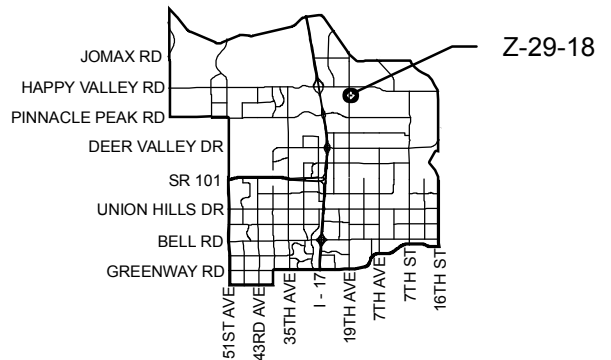 Z-29-18
JOMAX RD
HAPPY VALLEY RD
PINNACLE PEAK RD
DEER VALLEY DR
SR 101
UNION HILLS DR
BELL RD
GREENWAY RD
51ST AVE
43RD AVE
35TH AVE
I - 17
19TH AVE
7TH AVE
7TH ST
16TH ST